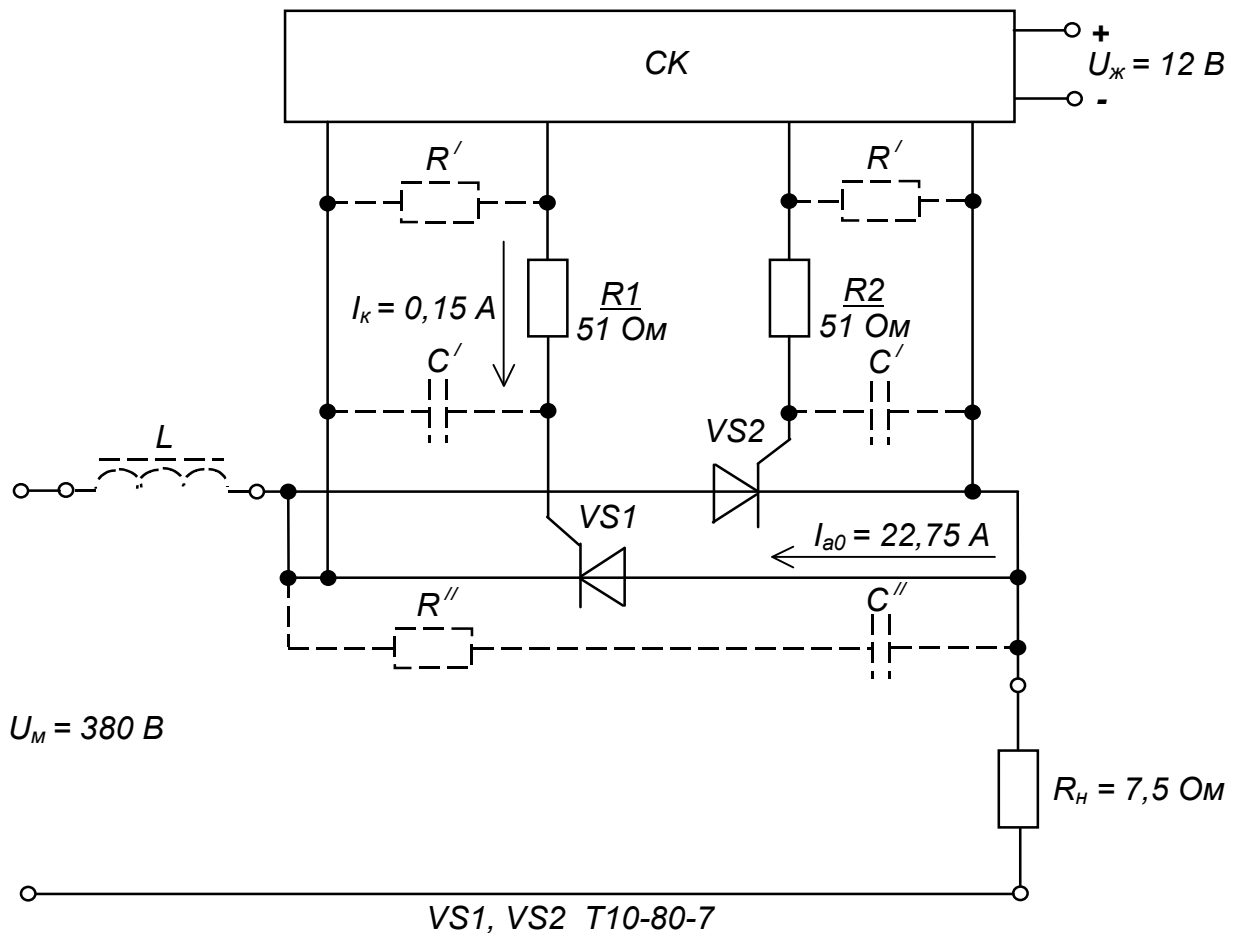 СК
+
Uж = 12 В
-
R/
R/
Iк = 0,15 А
R1
51 Ом
R2
51 Ом
C/
C/
L
VS2
VS1
Iа0 = 22,75 А
R//
C//
Uм = 380 В
Rн = 7,5 Ом
VS1, VS2 Т10-80-7